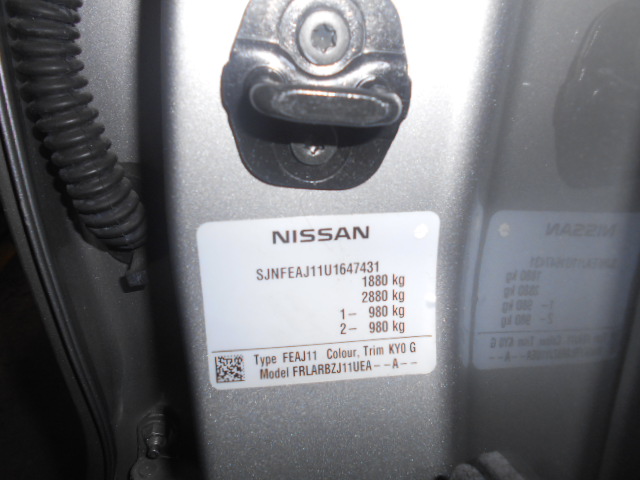 NISSAN
SJNFEAJ11U1647431
1880 kg
2880 kg
1- 980 kg
2- 980 kg
Type FEAJ11 Colour, Trim KY0 G
Model FRLARBZJ11UEA--A--